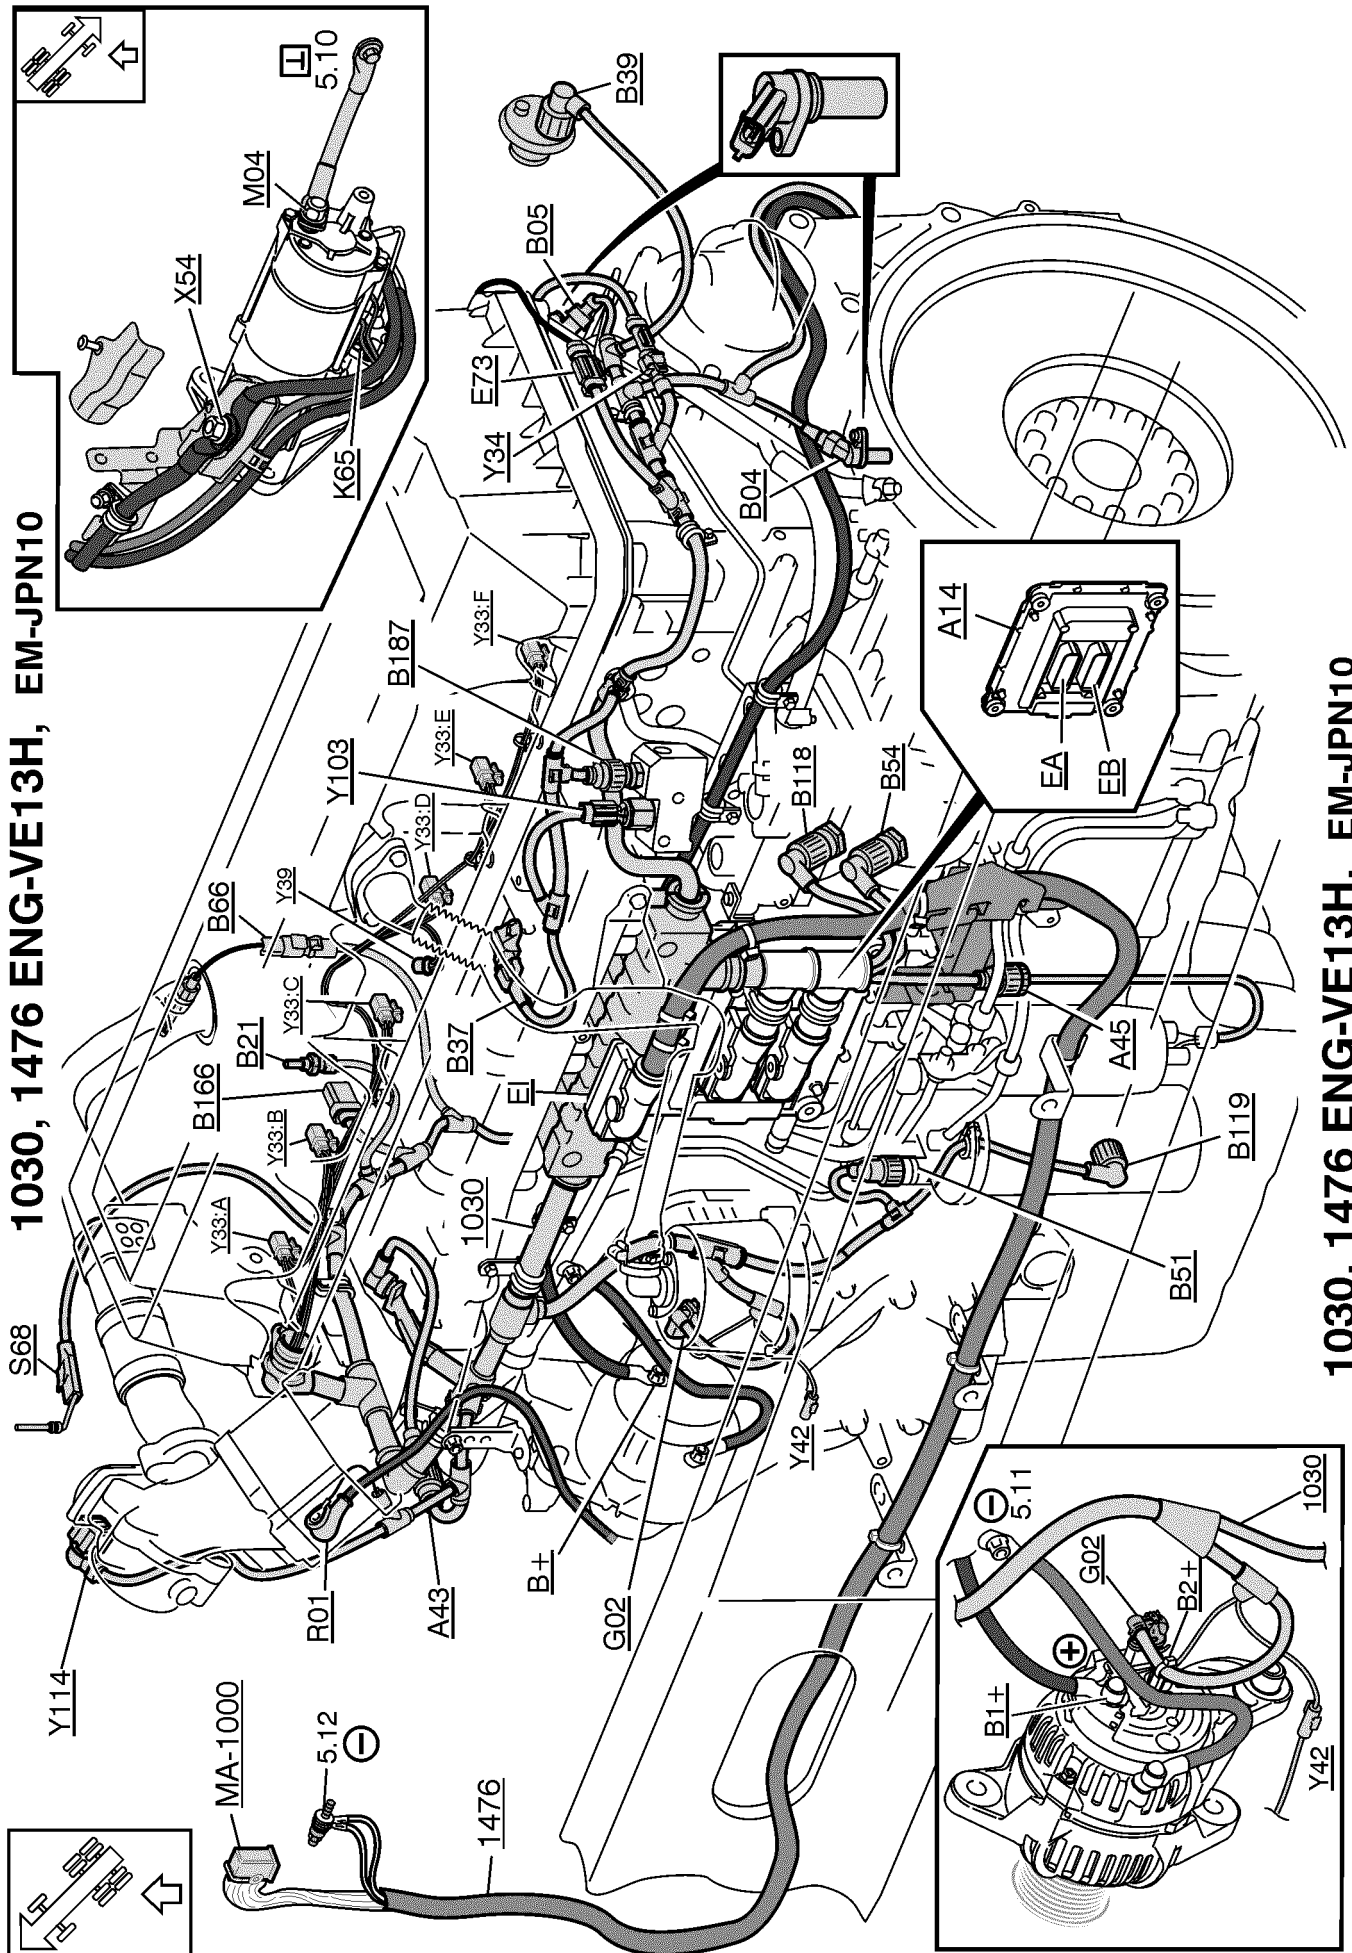 1030, 1476 ENG-VE13H, EM-JPN10
Y114
S68
MA-1000
5.12
1476
R01
A43
B+
G02
Y33:A
Y33:B
B166
B21
Y33:C
B66
Y39
Y33:D
Y33:E
Y33:F
Y103
B187
B37
EI
1030
Y42
B51
B119
A45
B118
B54
A14
EA
EB
B04
Y34
E73
B05
B39
X54
M04
K65
5.10
B1+
B2+
G02
5.11
1030
Y42
1030, 1476 ENG-VE13H, EM-JPN10